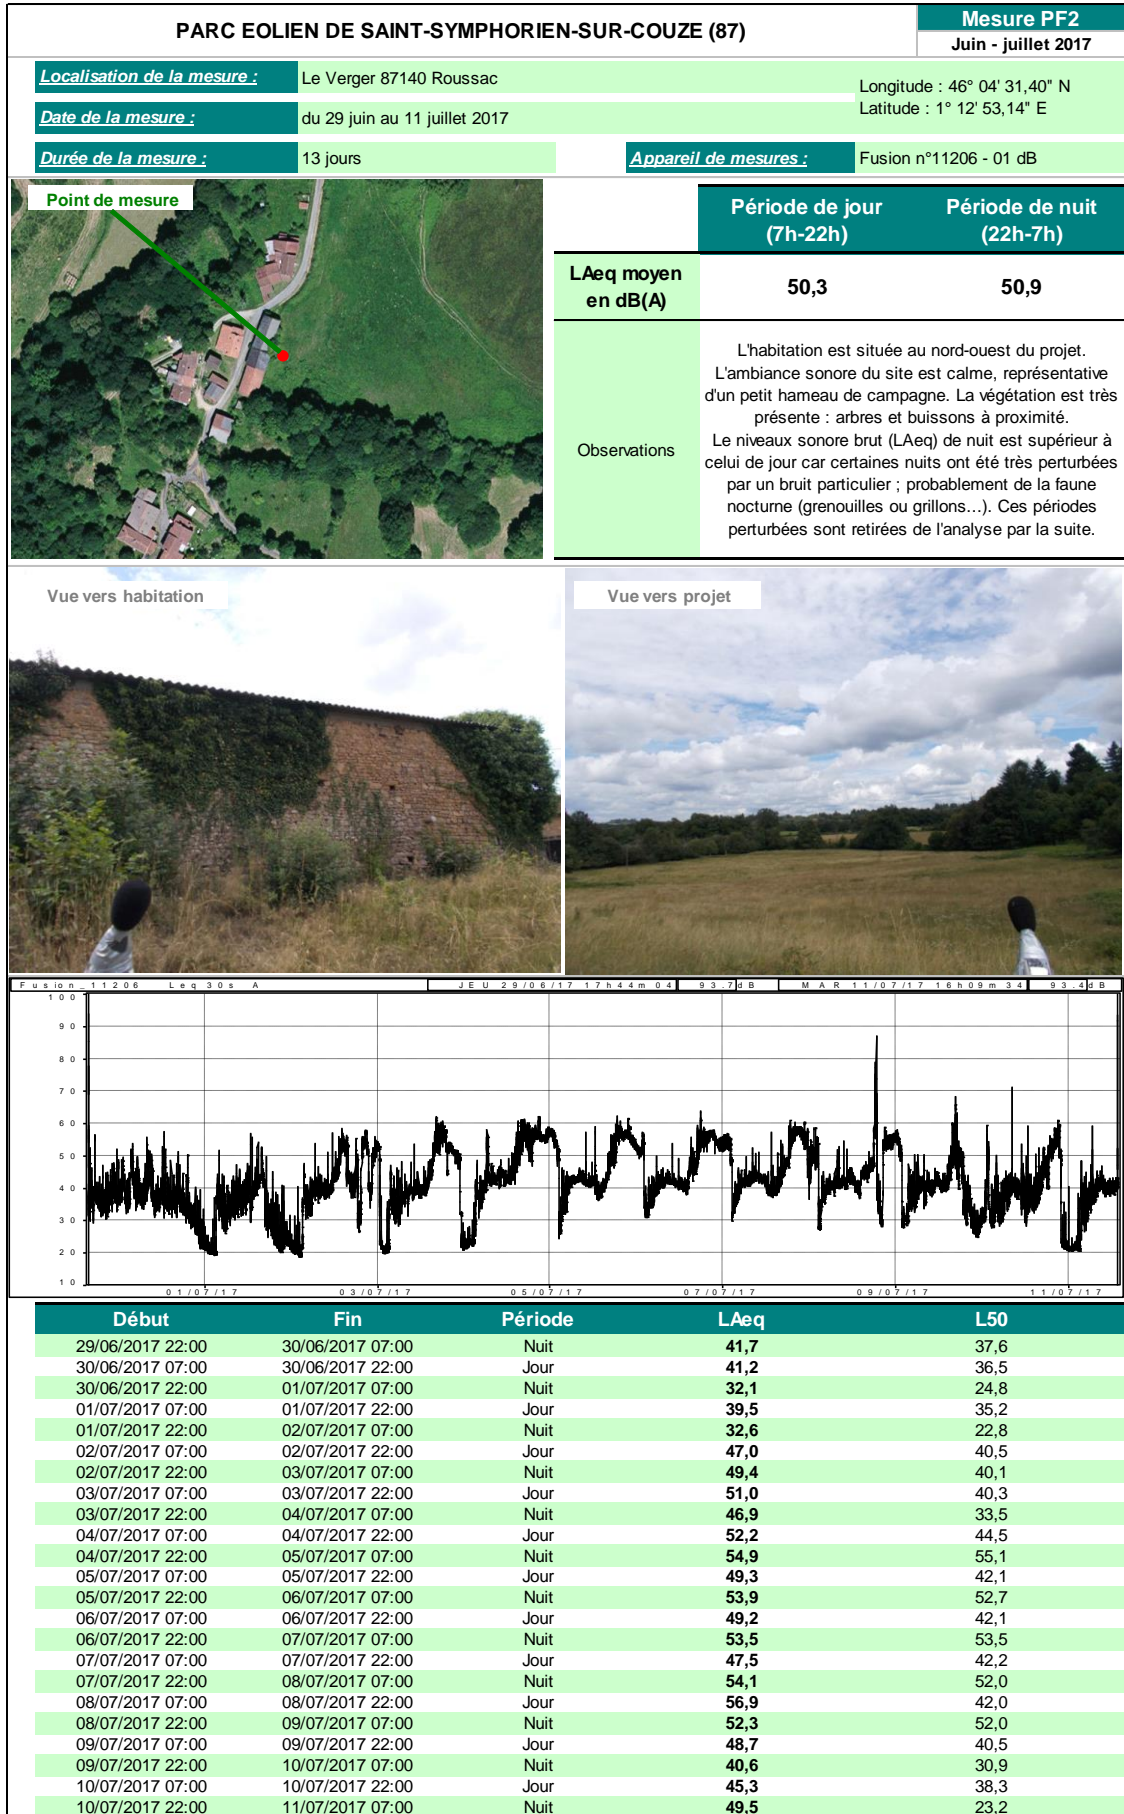 PARC EOLIEN DE SAINT-SYMPHORIEN-SUR-COUZE (87)
Mesure PF2
Juin - juillet 2017
Localisation de la mesure :
Le Verger 87140 Roussac
Longitude : 46° 04' 31,40" N
Latitude : 1° 12' 53,14" E
Date de la mesure :
du 29 juin au 11 juillet 2017
Durée de la mesure :
13 jours
Appareil de mesures :
Fusion n°11206 - 01 dB
Point de mesure
Période de jour
(7h-22h)
Période de nuit
(22h-7h)
LAeq moyen
en dB(A)
50,3
50,9
Observations
L'habitation est située au nord-ouest du projet.
L'ambiance sonore du site est calme, représentative
d'un petit hameau de campagne. La végétation est très
présente : arbres et buissons à proximité.
Le niveaux sonore brut (LAeq) de nuit est supérieur à
celui de jour car certaines nuits ont été très perturbées
par un bruit particulier ; probablement de la faune
nocturne (grenouilles ou grillons...). Ces périodes
perturbées sont retirées de l'analyse par la suite.
Vue vers habitation
Vue vers projet
Fusion_11206 Leq 30s A JEU 29/06/17 17h44m04 93.7dB MAR 11/07/17 16h09m34 93.4dB
100
90
80
70
60
50
40
30
20
10
01/07/17 03/07/17 05/07/17 07/07/17 09/07/17 11/07/17
Début Fin Période LAeq L50
29/06/2017 22:00 30/06/2017 07:00 Nuit 41,7 37,6
30/06/2017 07:00 30/06/2017 22:00 Jour 41,2 36,5
30/06/2017 22:00 01/07/2017 07:00 Nuit 32,1 24,8
01/07/2017 07:00 01/07/2017 22:00 Jour 39,5 35,2
01/07/2017 22:00 02/07/2017 07:00 Nuit 32,6 22,8
02/07/2017 07:00 02/07/2017 22:00 Jour 47,0 40,5
02/07/2017 22:00 03/07/2017 07:00 Nuit 49,4 40,1
03/07/2017 07:00 03/07/2017 22:00 Jour 51,0 40,3
03/07/2017 22:00 04/07/2017 07:00 Nuit 46,9 33,5
04/07/2017 07:00 04/07/2017 22:00 Jour 52,2 44,5
04/07/2017 22:00 05/07/2017 07:00 Nuit 54,9 55,1
05/07/2017 07:00 05/07/2017 22:00 Jour 49,3 42,1
05/07/2017 22:00 06/07/2017 07:00 Nuit 53,9 52,7
06/07/2017 07:00 06/07/2017 22:00 Jour 49,2 42,1
06/07/2017 22:00 07/07/2017 07:00 Nuit 53,5 53,5
07/07/2017 07:00 07/07/2017 22:00 Jour 47,5 42,2
07/07/2017 22:00 08/07/2017 07:00 Nuit 54,1 52,0
08/07/2017 07:00 08/07/2017 22:00 Jour 56,9 42,0
08/07/2017 22:00 09/07/2017 07:00 Nuit 52,3 52,0
09/07/2017 07:00 09/07/2017 22:00 Jour 48,7 40,5
09/07/2017 22:00 10/07/2017 07:00 Nuit 40,6 30,9
10/07/2017 07:00 10/07/2017 22:00 Jour 45,3 38,3
10/07/2017 22:00 11/07/2017 07:00 Nuit 49,5 23,2